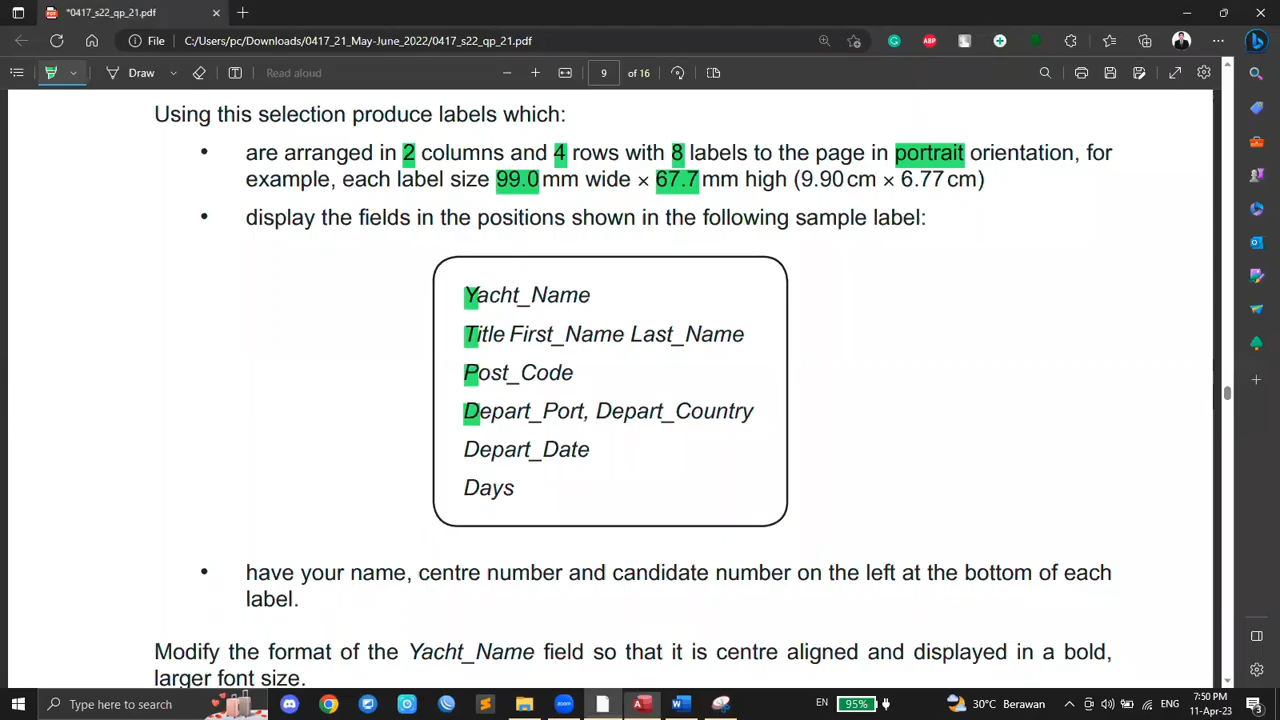 *0417_s22_qp_21.pdf
File C:/Users/pc/Downloads/0417_21_May-June_2022/0417_s22_qp_21.pdf
ABP
Draw Read aloud 9 of 16
Using this selection produce labels which:
• are arranged in 2 columns and 4 rows with 8 labels to the page in portrait orientation, for
example, each label size 99.0 mm wide × 67.7 mm high (9.90 cm × 6.77 cm)
• display the fields in the positions shown in the following sample label:
Yacht_Name
Title First_Name Last_Name
Post_Code
Depart_Port, Depart_Country
Depart_Date
Days
• have your name, centre number and candidate number on the left at the bottom of each
label.
Modify the format of the Yacht_Name field so that it is centre aligned and displayed in a bold,
larger font size.
Type here to search
EN 95% 30°C Berawan ENG
7:50 PM
11-Apr-23
3